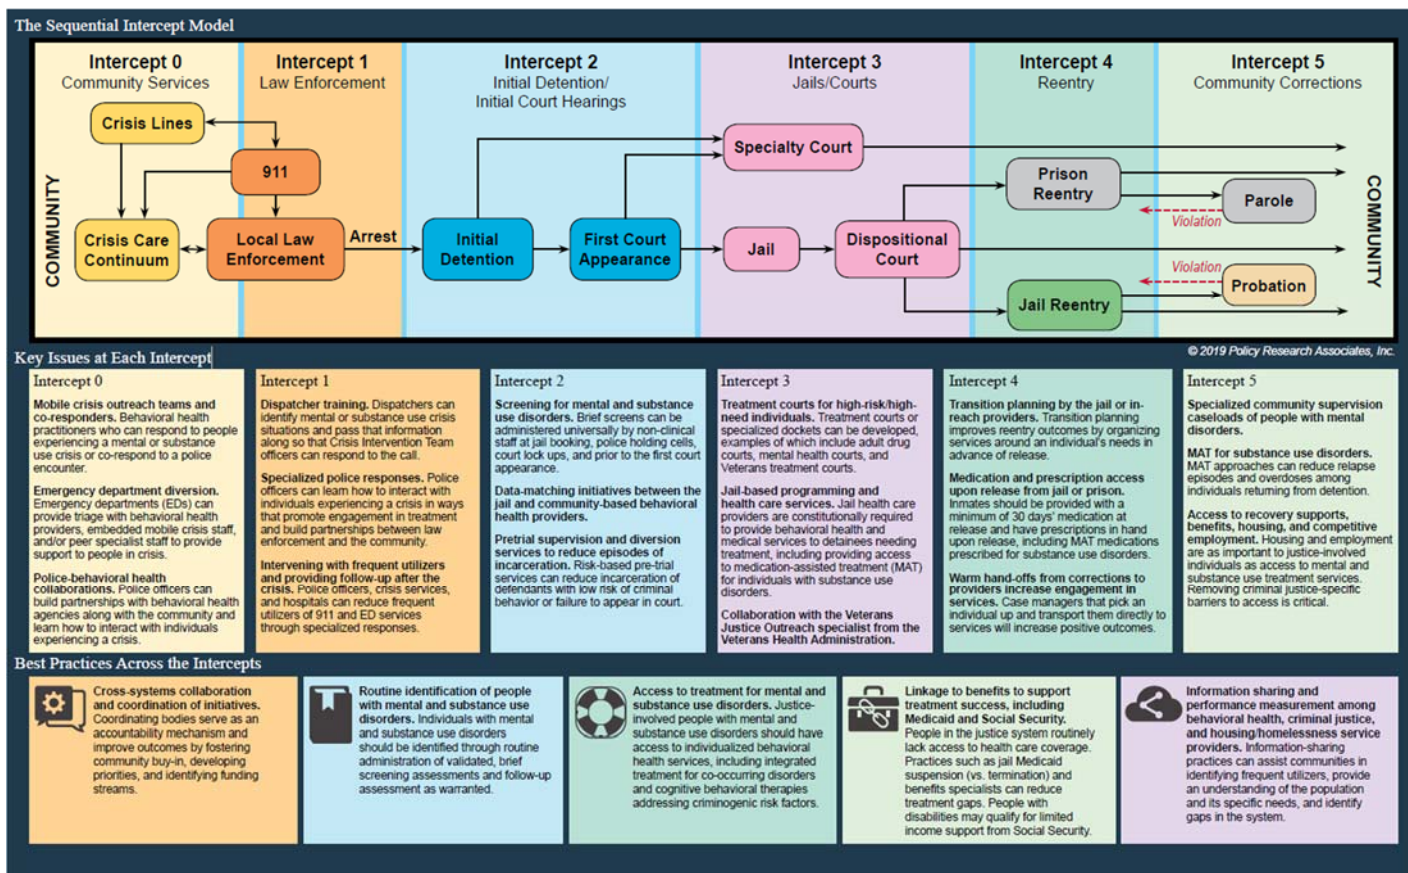 The Sequential Intercept Model
Intercept 0
Community Services
Intercept 1
Law Enforcement
Intercept 2
Initial Detention/
Initial Court Hearings
Intercept 3
Jails/Courts
Intercept 4
Reentry
Intercept 5
Community Corrections
COMMUNITY
Crisis Lines
911
Crisis Care
Continuum
Local Law
Enforcement
Arrest
Initial
Detention
First Court
Appearance
Specialty Court
Jail
Dispositional
Court
Prison
Reentry
Jail Reentry
Violation
Parole
Violation
Probation
COMMUNITY
© 2019 Policy Research Associates, Inc.
Key Issues at Each Intercept
Intercept 0
Mobile crisis outreach teams and
co-responders. Behavioral health
practitioners who can respond to people
experiencing a mental or substance
use crisis or co-respond to a police
encounter.
Emergency department diversion.
Emergency departments (EDs) can
provide triage with behavioral health
providers, embedded mobile crisis staff,
and/or peer specialist staff to provide
support to people in crisis.
Police-behavioral health
collaborations. Police officers can
build partnerships with behavioral health
agencies along with the community and
learn how to interact with individuals
experiencing a crisis.
Intercept 1
Dispatcher training. Dispatchers can
identify mental or substance use crisis
situations and pass that information
along so that Crisis Intervention Team
officers can respond to the call.
Specialized police responses. Police
officers can learn how to interact with
individuals experiencing a crisis in ways
that promote engagement in treatment
and build partnerships between law
enforcement and the community.
Intervening with frequent utilizers
and providing follow-up after the
crisis. Police officers, crisis services,
and hospitals can reduce frequent
utilizers of 911 and ED services
through specialized responses.
Intercept 2
Screening for mental and substance
use disorders. Brief screens can be
administered universally by non-clinical
staff at jail booking, police holding cells,
court lock ups, and prior to the first court
appearance.
Data-matching initiatives between the
jail and community-based behavioral
health providers.
Pretrial supervision and diversion
services to reduce episodes of
incarceration. Risk-based pre-trial
services can reduce incarceration of
defendants with low risk of criminal
behavior or failure to appear in court.
Intercept 3
Treatment courts for high-risk/high-
need individuals. Treatment courts or
specialized dockets can be developed,
examples of which include adult drug
courts, mental health courts, and
Veterans treatment courts.
Jail-based programming and
health care services. Jail health care
providers are constitutionally required
to provide behavioral health and
medical services to detainees needing
treatment, including providing access
to medication-assisted treatment (MAT)
for individuals with substance use
disorders.
Collaboration with the Veterans
Justice Outreach specialist from the
Veterans Health Administration.
Intercept 4
Transition planning by the jail or in-
reach providers. Transition planning
improves reentry outcomes by organizing
services around an individual's needs in
advance of release.
Medication and prescription access
upon release from jail or prison.
Inmates should be provided with a
minimum of 30 days' medication at
release and have prescriptions in hand
upon release, including MAT medications
prescribed for substance use disorders.
Warm hand-offs from corrections to
providers increase engagement in
services. Case managers that pick an
individual up and transport them directly to
services will increase positive outcomes.
Intercept 5
Specialized community supervision
caseloads of people with mental
disorders.
MAT for substance use disorders.
MAT approaches can reduce relapse
episodes and overdoses among
individuals returning from detention.
Access to recovery supports,
benefits, housing, and competitive
employment. Housing and employment
are as important to justice-involved
individuals as access to mental and
substance use treatment services.
Removing criminal justice-specific
barriers to access is critical.
Best Practices Across the Intercepts
Cross-systems collaboration
and coordination of initiatives.
Coordinating bodies serve as an
accountability mechanism and
improve outcomes by fostering
community buy-in, developing
priorities, and identifying funding
streams.
Routine identification of people
with mental and substance use
disorders. Individuals with mental
and substance use disorders
should be identified through routine
administration of validated, brief
screening assessments and follow-up
assessment as warranted.
Access to treatment for mental and
substance use disorders. Justice-
involved people with mental and
substance use disorders should have
access to individualized behavioral
health services, including integrated
treatment for co-occurring disorders
and cognitive behavioral therapies
addressing criminogenic risk factors.
Linkage to benefits to support
treatment success, including
Medicaid and Social Security.
People in the justice system routinely
lack access to health care coverage.
Practices such as jail Medicaid
suspension (vs. termination) and
benefits specialists can reduce
treatment gaps. People with
disabilities may qualify for limited
income support from Social Security.
Information sharing and
performance measurement among
behavioral health, criminal justice,
and housing/homelessness service
providers. Information-sharing
practices can assist communities in
identifying frequent utilizers, provide
an understanding of the population
and its specific needs, and identify
gaps in the system.